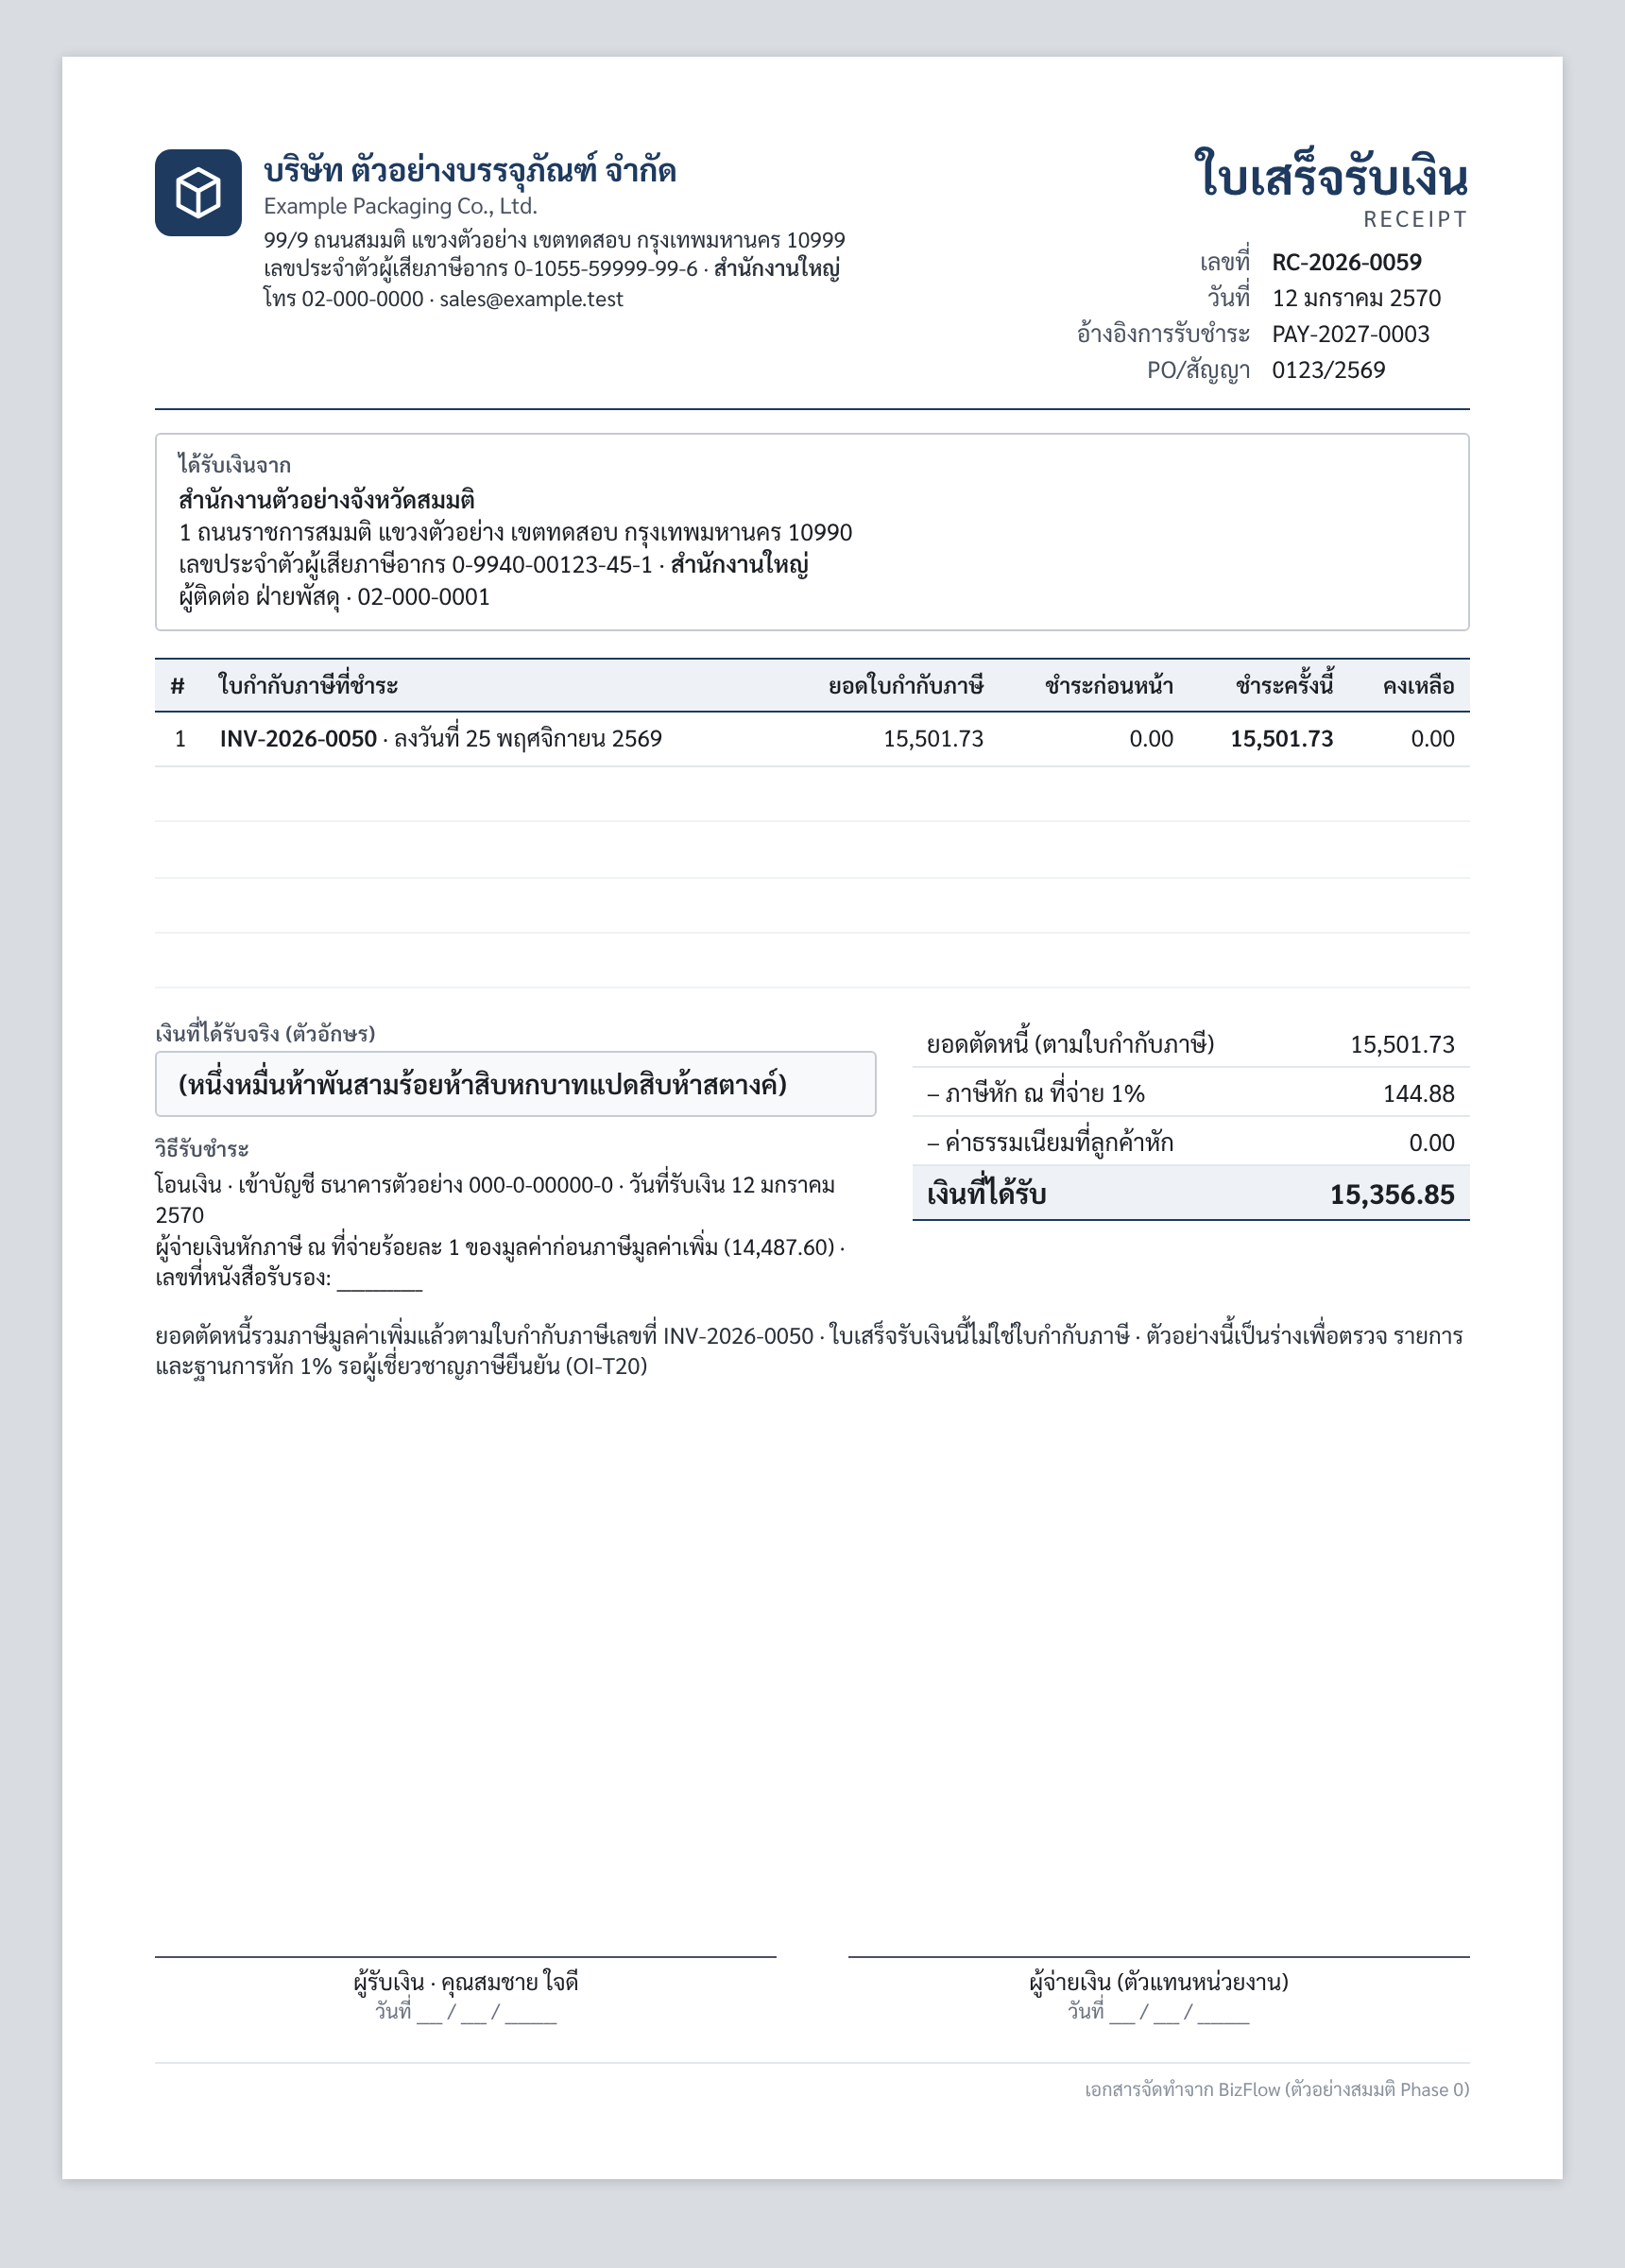 บริษัท ตัวอย่างบรรจุภัณฑ์ จำกัด
Example Packaging Co., Ltd.
99/9 ถนนสมมติ แขวงตัวอย่าง เขตทดสอบ กรุงเทพมหานคร 10999
เลขประจำตัวผู้เสียภาษีอากร 0-1055-59999-99-6 · สำนักงานใหญ่
โทร 02-000-0000 · sales@example.test
ใบเสร็จรับเงิน
RECEIPT
เลขที่ RC-2026-0059
วันที่ 12 มกราคม 2570
อ้างอิงการรับชำระ PAY-2027-0003
PO/สัญญา 0123/2569
ได้รับเงินจาก
สำนักงานตัวอย่างจังหวัดสมมติ
1 ถนนราชการสมมติ แขวงตัวอย่าง เขตทดสอบ กรุงเทพมหานคร 10990
เลขประจำตัวผู้เสียภาษีอากร 0-9940-00123-45-1 · สำนักงานใหญ่
ผู้ติดต่อ ฝ่ายพัสดุ · 02-000-0001
# ใบกำกับภาษีที่ชำระ ยอดใบกำกับภาษี ชำระก่อนหน้า ชำระครั้งนี้ คงเหลือ
1 INV-2026-0050 · ลงวันที่ 25 พฤศจิกายน 2569 15,501.73 0.00 15,501.73 0.00
เงินที่ได้รับจริง (ตัวอักษร)
(หนึ่งหมื่นห้าพันสามร้อยห้าสิบหกบาทแปดสิบห้าสตางค์)
วิธีรับชำระ
โอนเงิน · เข้าบัญชี ธนาคารตัวอย่าง 000-0-00000-0 · วันที่รับเงิน 12 มกราคม
2570
ผู้จ่ายเงินหักภาษี ณ ที่จ่ายร้อยละ 1 ของมูลค่าก่อนภาษีมูลค่าเพิ่ม (14,487.60) ·
เลขที่หนังสือรับรอง: ________
ยอดตัดหนี้ (ตามใบกำกับภาษี) 15,501.73
– ภาษีหัก ณ ที่จ่าย 1% 144.88
– ค่าธรรมเนียมที่ลูกค้าหัก 0.00
เงินที่ได้รับ 15,356.85
ยอดตัดหนี้รวมภาษีมูลค่าเพิ่มแล้วตามใบกำกับภาษีเลขที่ INV-2026-0050 · ใบเสร็จรับเงินนี้ไม่ใช่ใบกำกับภาษี · ตัวอย่างนี้เป็นร่างเพื่อตรวจ รายการ
และฐานการหัก 1% รอผู้เชี่ยวชาญภาษียืนยัน (OI-T20)
ผู้รับเงิน · คุณสมชาย ใจดี
วันที่ __ / __ / ____
ผู้จ่ายเงิน (ตัวแทนหน่วยงาน)
วันที่ __ / __ / ____
เอกสารจัดทำจาก BizFlow (ตัวอย่างสมมติ Phase 0)